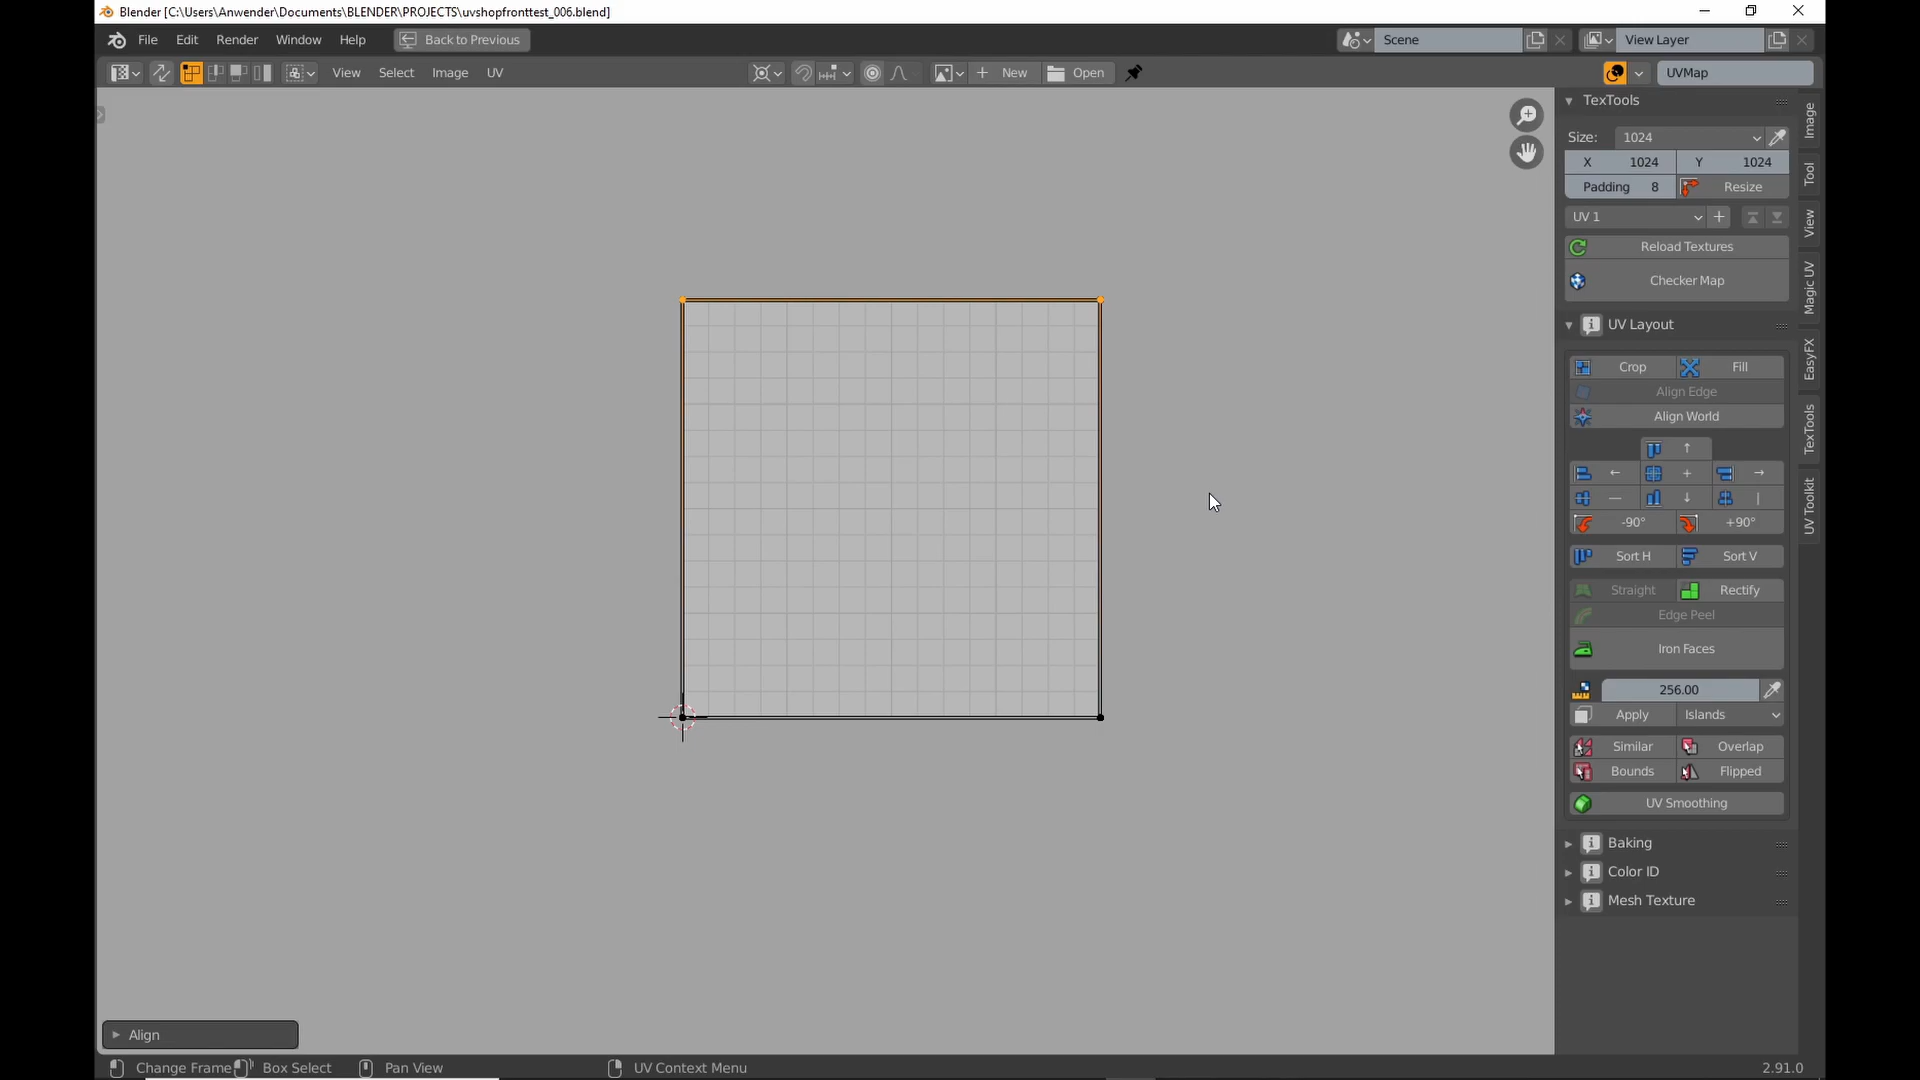 Blender [C:\Users\Anwender\Documents\BLENDER\PROJECTS\uvshopfronttest_006.blend]
File Edit Render Window Help Back to Previous Scene View Layer
View Select Image UV New Open UVMap
TexTools
Size: 1024
X 1024 Y 1024
Padding 8 Resize
UV 1
Reload Textures
Checker Map
UV Layout
Crop Fill
Align Edge
Align World
-90° +90°
Sort H Sort V
Straight Rectify
Edge Peel
Iron Faces
256.00
Apply Islands
Similar Overlap
Bounds Flipped
UV Smoothing
Baking
Color ID
Mesh Texture
Image
Tool
View
Magic UV
EasyFX
TexTools
UV Toolkit
Align
Change Frame Box Select Pan View UV Context Menu 2.91.0